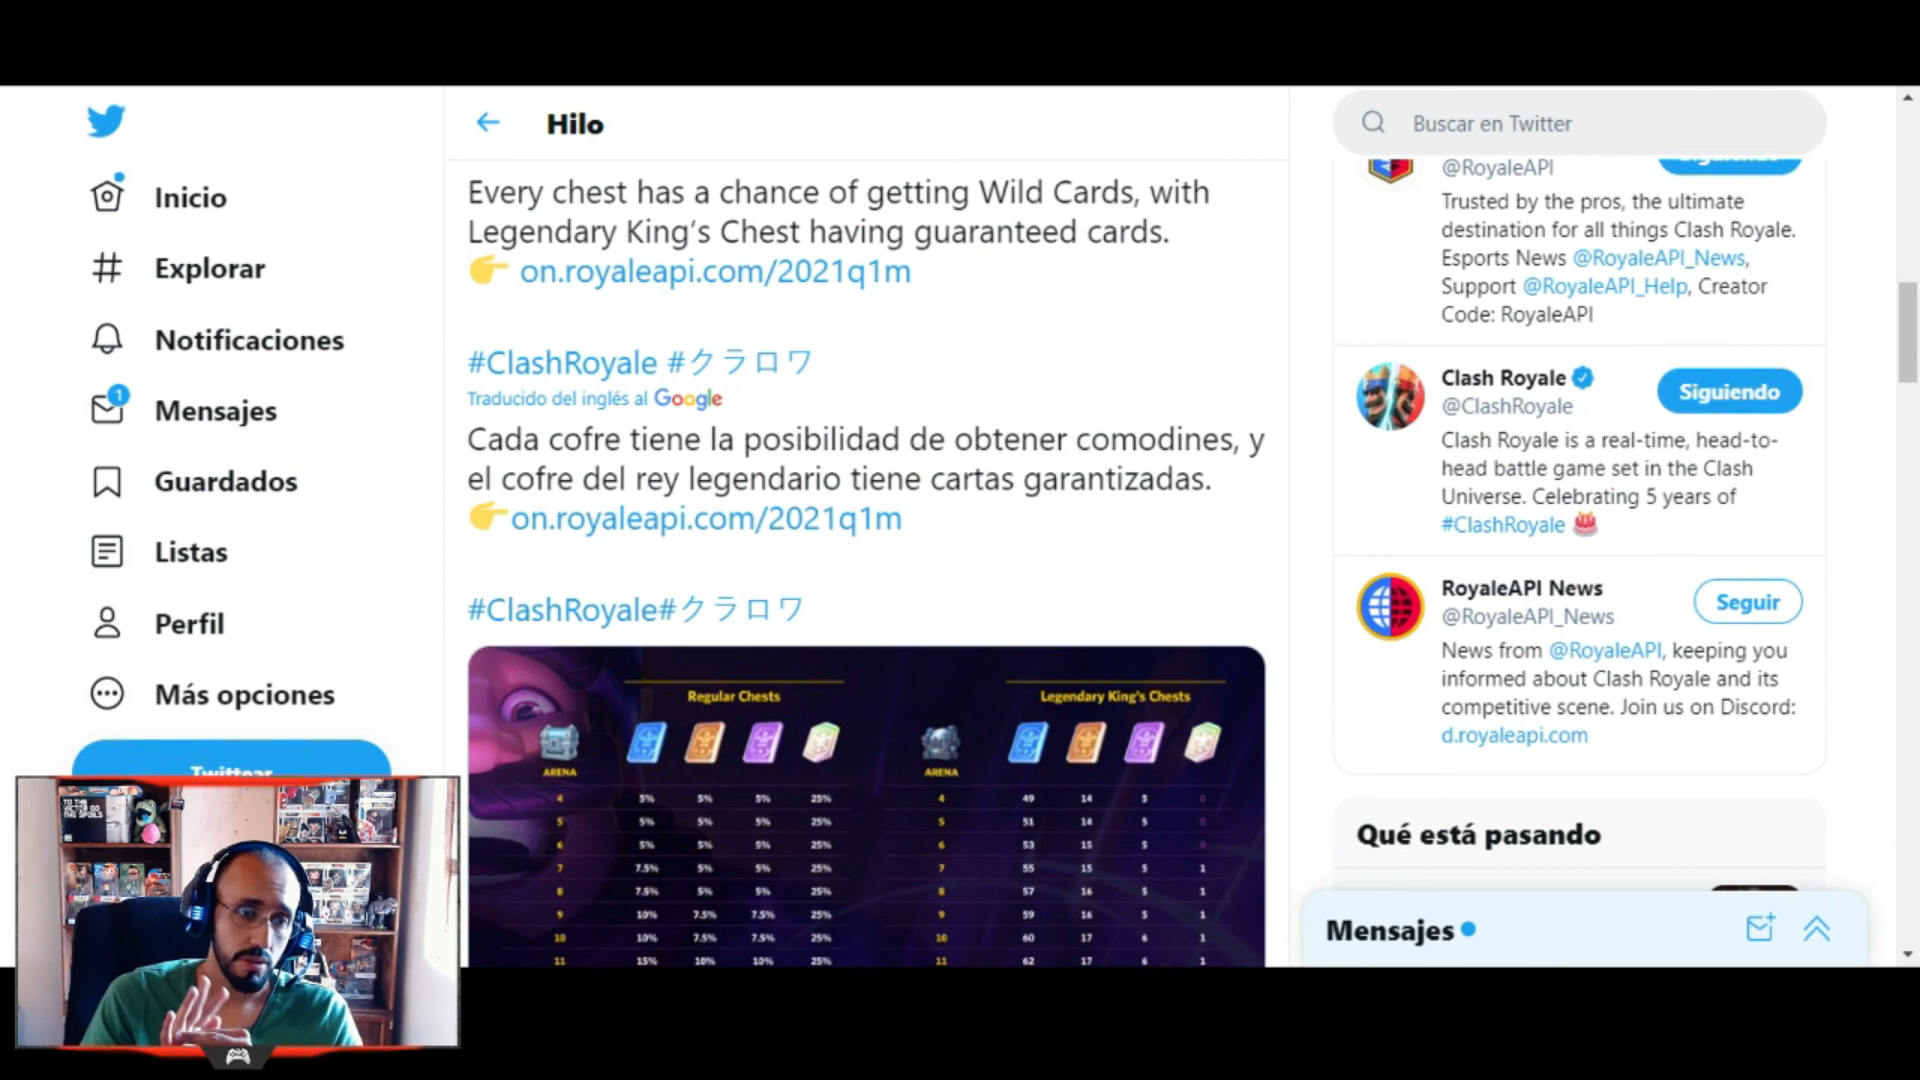 Hilo
Inicio
Explorar
Notificaciones
1
Mensajes
Guardados
Listas
Perfil
Más opciones
Twittear
Every chest has a chance of getting Wild Cards, with
Legendary King's Chest having guaranteed cards.
👉 on.royaleapi.com/2021q1m
#ClashRoyale #クラロワ
Traducido del inglés al Google
Cada cofre tiene la posibilidad de obtener comodines, y
el cofre del rey legendario tiene cartas garantizadas.
👉on.royaleapi.com/2021q1m
#ClashRoyale#クラロワ
Regular Chests
ARENA
4 5% 5% 5% 25%
5 5% 5% 5% 25%
6 5% 5% 5% 25%
7 7.5% 5% 5% 25%
8 7.5% 5% 5% 25%
9 10% 7.5% 7.5% 25%
10 10% 7.5% 7.5% 25%
11 15% 10% 10% 25%
Legendary King's Chests
ARENA
4 49 14 5 0
5 51 14 5 0
6 53 15 5 0
7 55 15 5 1
8 57 16 5 1
9 59 16 5 1
10 60 17 6 1
11 62 17 6 1
Buscar en Twitter
@RoyaleAPI
Siguiendo
Trusted by the pros, the ultimate
destination for all things Clash Royale.
Esports News @RoyaleAPI_News,
Support @RoyaleAPI_Help, Creator
Code: RoyaleAPI
Clash Royale
@ClashRoyale
Siguiendo
Clash Royale is a real-time, head-to-
head battle game set in the Clash
Universe. Celebrating 5 years of
#ClashRoyale 🎂
RoyaleAPI News
@RoyaleAPI_News
Seguir
News from @RoyaleAPI, keeping you
informed about Clash Royale and its
competitive scene. Join us on Discord:
d.royaleapi.com
Qué está pasando
Mensajes
TO THE
VICTOR GO
THE SPOILS